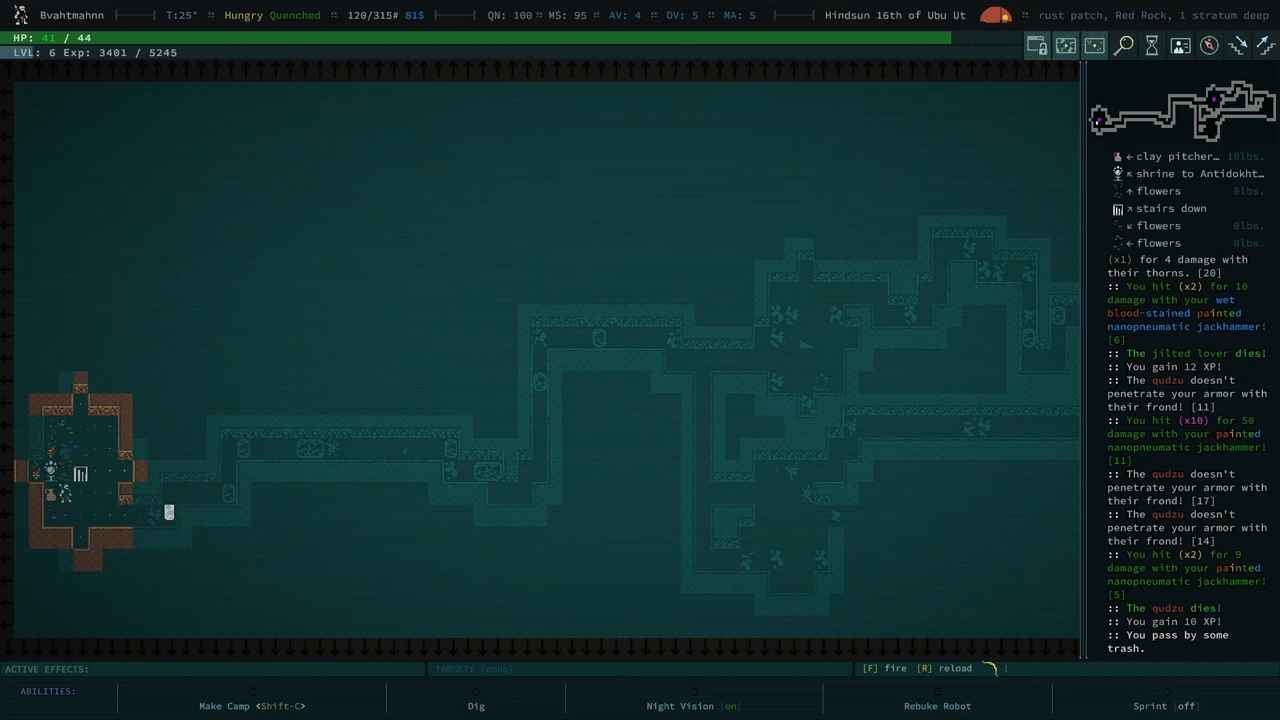 Bvahtmahnn T:25° :: Hungry Quenched :: 120/315# 81$ QN: 100 :: MS: 95 :: AV: 4 :: DV: 5 :: MA: 5 Hindsun 16th of Ubu Ut rust patch, Red Rock, 1 stratum deep
HP: 41 / 44
LVL: 6 Exp: 3401 / 5245
clay pitcher… 10lbs.
shrine to Antidokht…
flowers 0lbs.
stairs down
flowers 0lbs.
flowers 0lbs.
(x1) for 4 damage with
their thorns. [20]
:: You hit (x2) for 10
damage with your wet
blood-stained painted
nanopneumatic jackhammer!
[6]
:: The jilted lover dies!
:: You gain 12 XP!
:: The qudzu doesn't
penetrate your armor with
their frond! [11]
:: You hit (x10) for 50
damage with your painted
nanopneumatic jackhammer!
[11]
:: The qudzu doesn't
penetrate your armor with
their frond! [17]
:: The qudzu doesn't
penetrate your armor with
their frond! [14]
:: You hit (x2) for 9
damage with your painted
nanopneumatic jackhammer!
[5]
:: The qudzu dies!
:: You gain 10 XP!
:: You pass by some
trash.
ACTIVE EFFECTS: TARGET: [none] [F] fire [R] reload
ABILITIES: Make Camp <Shift-C> Dig Night Vision [on] Rebuke Robot Sprint [off]